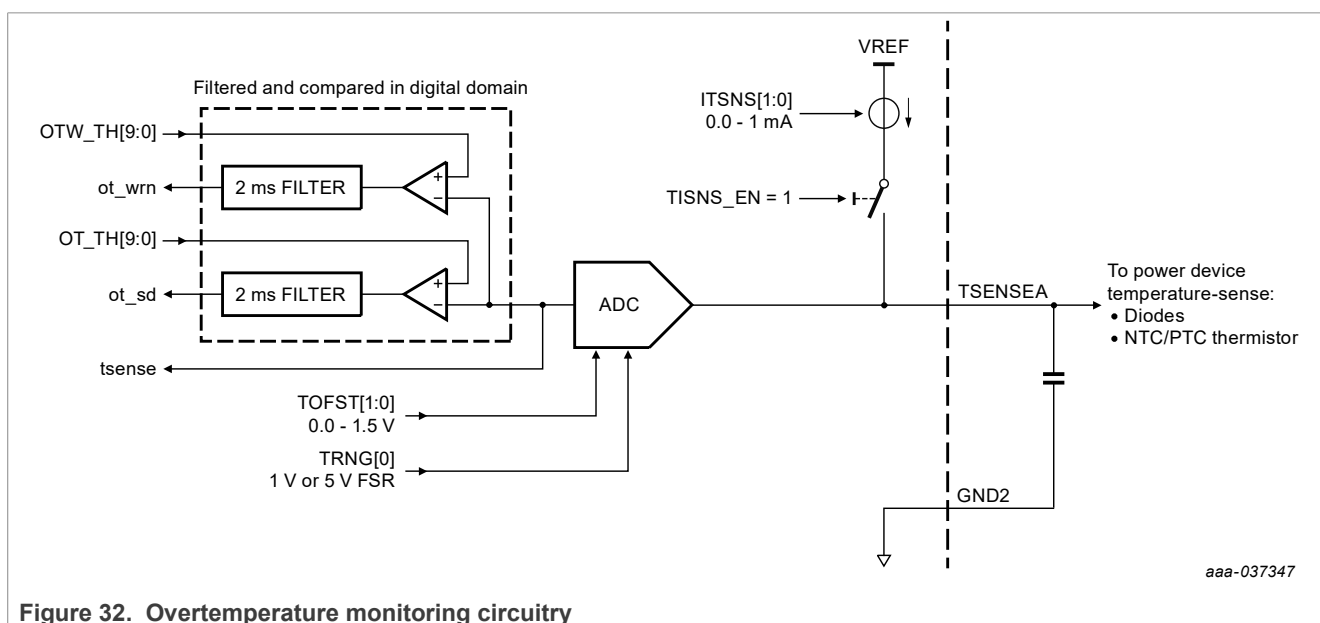 VREF
Filtered and compared in digital domain
ITSNS[1:0]
0.0 - 1 mA
OTW_TH[9:0]
+
−
2 ms FILTER
ot_wrn
TISNS_EN = 1
OT_TH[9:0]
+
−
2 ms FILTER
ot_sd
ADC
TSENSEA
To power device
temperature-sense:
• Diodes
• NTC/PTC thermistor
tsense
TOFST[1:0]
0.0 - 1.5 V
TRNG[0]
1 V or 5 V FSR
GND2
aaa-037347
Figure 32. Overtemperature monitoring circuitry